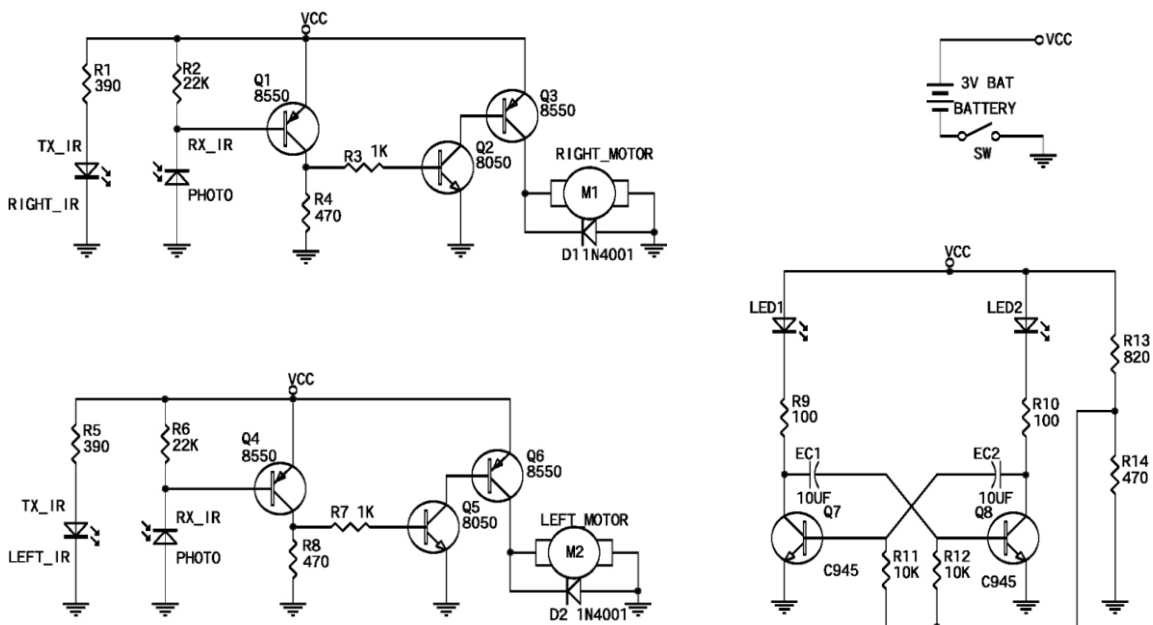 VCC
R1
390
R2
22K
Q1
8550
Q3
8550
TX_IR
RX_IR
R3 1K
Q2
8050
RIGHT_MOTOR
M1
RIGHT_IR
PHOTO
R4
470
D11N4001
VCC
3V BAT
BATTERY
SW
VCC
R5
390
R6
22K
Q4
8550
Q6
8550
TX_IR
RX_IR
R7 1K
Q5
8050
LEFT_MOTOR
M2
LEFT_IR
PHOTO
R8
470
D2 1N4001
VCC
LED1
LED2
R13
820
R9
100
R10
100
EC1
10UF
EC2
10UF
R14
470
Q7
Q8
R11
10K
R12
10K
C945
C945